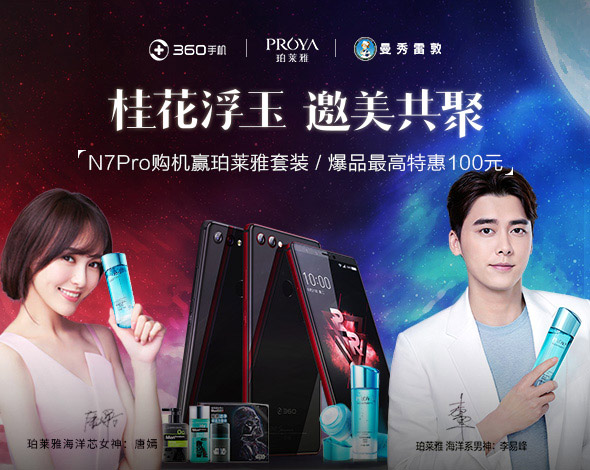 360手机
PROYA
珀莱雅
曼秀雷敦
桂花浮玉 邀美共聚
「N7Pro购机赢珀莱雅套装 / 爆品最高特惠100元」
10:00
360
珀莱雅海洋芯女神：唐嫣
珀莱雅 海洋系男神：李易峰